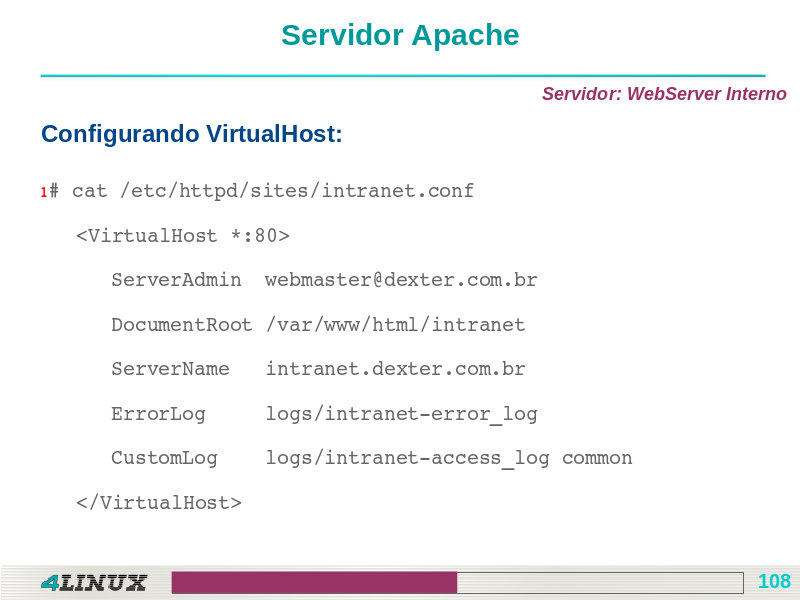 Servidor Apache
Servidor: WebServer Interno
Configurando VirtualHost:
1# cat /etc/httpd/sites/intranet.conf
<VirtualHost *:80>
ServerAdmin  webmaster@dexter.com.br
DocumentRoot /var/www/html/intranet
ServerName   intranet.dexter.com.br
ErrorLog     logs/intranet-error_log
CustomLog    logs/intranet-access_log common
</VirtualHost>
4LINUX
108